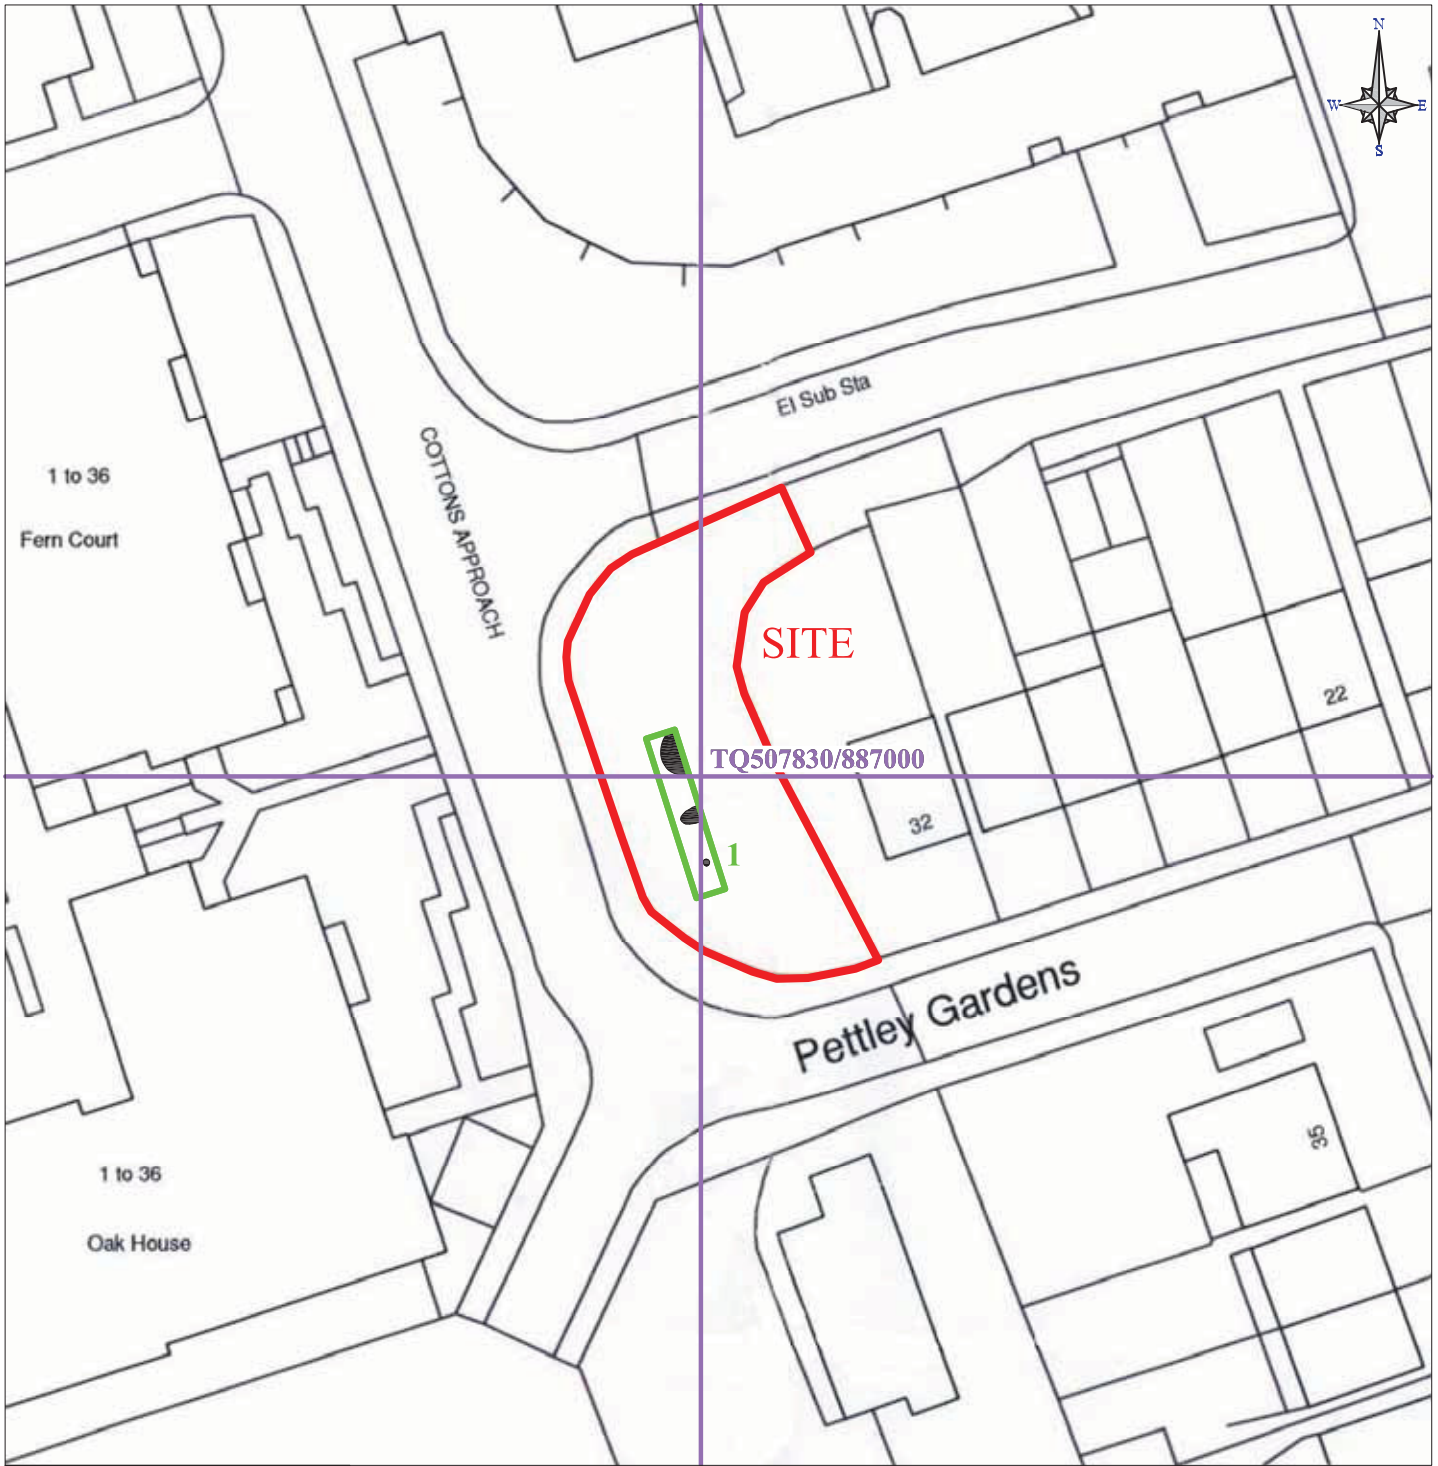 N
W
E
S
El Sub Sta
COTTONS APPROACH
1 to 36
Fern Court
SITE
22
TQ507830/887000
32
1
Pettley Gardens
35
1 to 36
Oak House